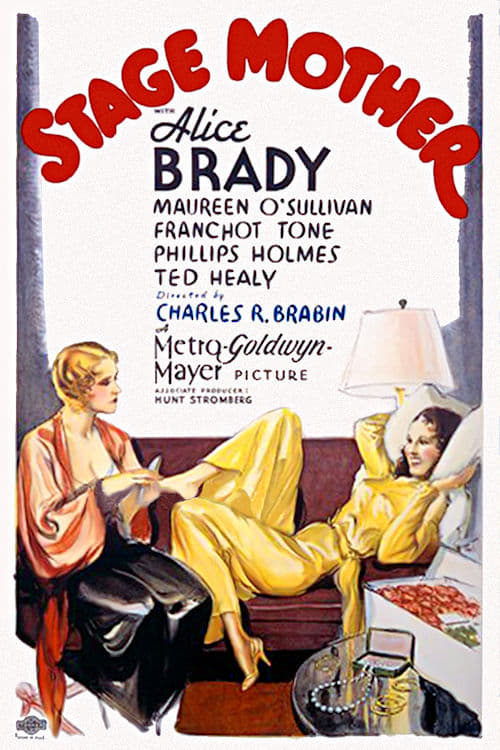 STAGE MOTHER
WITH
Alice
BRADY
MAUREEN O'SULLIVAN
FRANCHOT TONE
PHILLIPS HOLMES
TED HEALY
Directed by
CHARLES R. BRABIN
A
Metro-Goldwyn-
Mayer PICTURE
ASSOCIATE PRODUCER:
HUNT STROMBERG